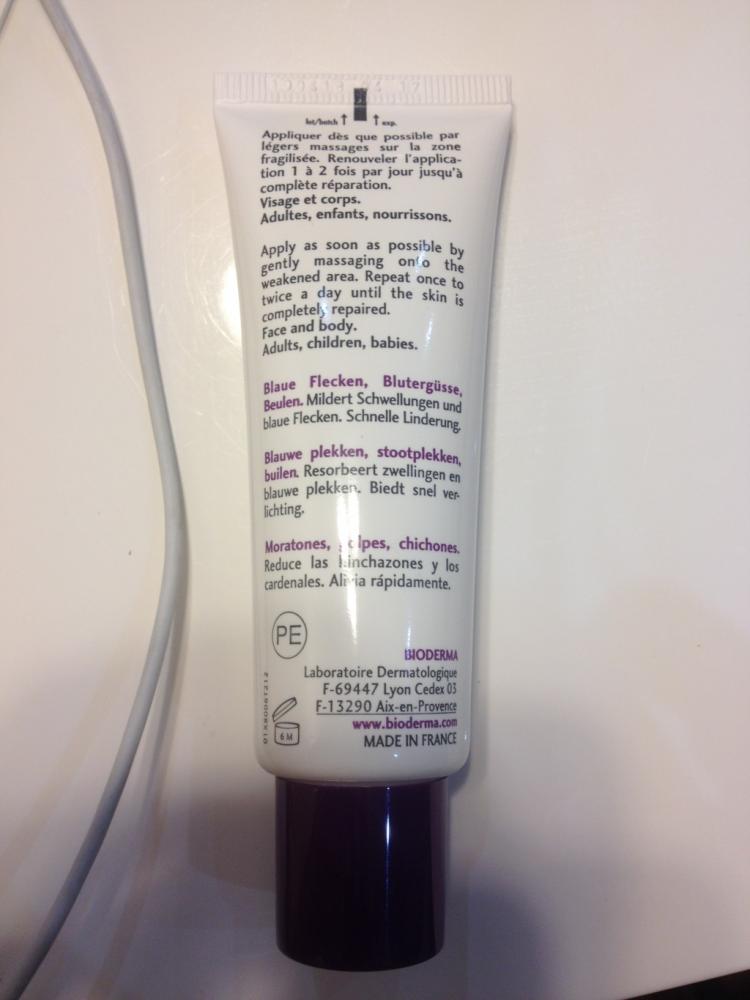 lot/batch ↑ ↑ exp.
Appliquer dès que possible par
légers massages sur la zone
fragilisée. Renouveler l'applica-
tion 1 à 2 fois par jour jusqu'à
complète réparation.
Visage et corps.
Adultes, enfants, nourrissons.
Apply as soon as possible by
gently massaging onto the
weakened area. Repeat once to
twice a day until the skin is
completely repaired.
Face and body.
Adults, children, babies.
Blaue Flecken, Blutergüsse,
Beulen. Mildert Schwellungen und
blaue Flecken. Schnelle Linderung.
Blauwe plekken, stootplekken,
builen. Resorbeert zwellingen en
blauwe plekken. Biedt snel ver-
lichting.
Moratones, golpes, chichones.
Reduce las hinchazones y los
cardenales. Alivia rápidamente.
PE
BIODERMA
Laboratoire Dermatologique
F-69447 Lyon Cedex 03
F-13290 Aix-en-Provence
www.bioderma.com
MADE IN FRANCE
6 M